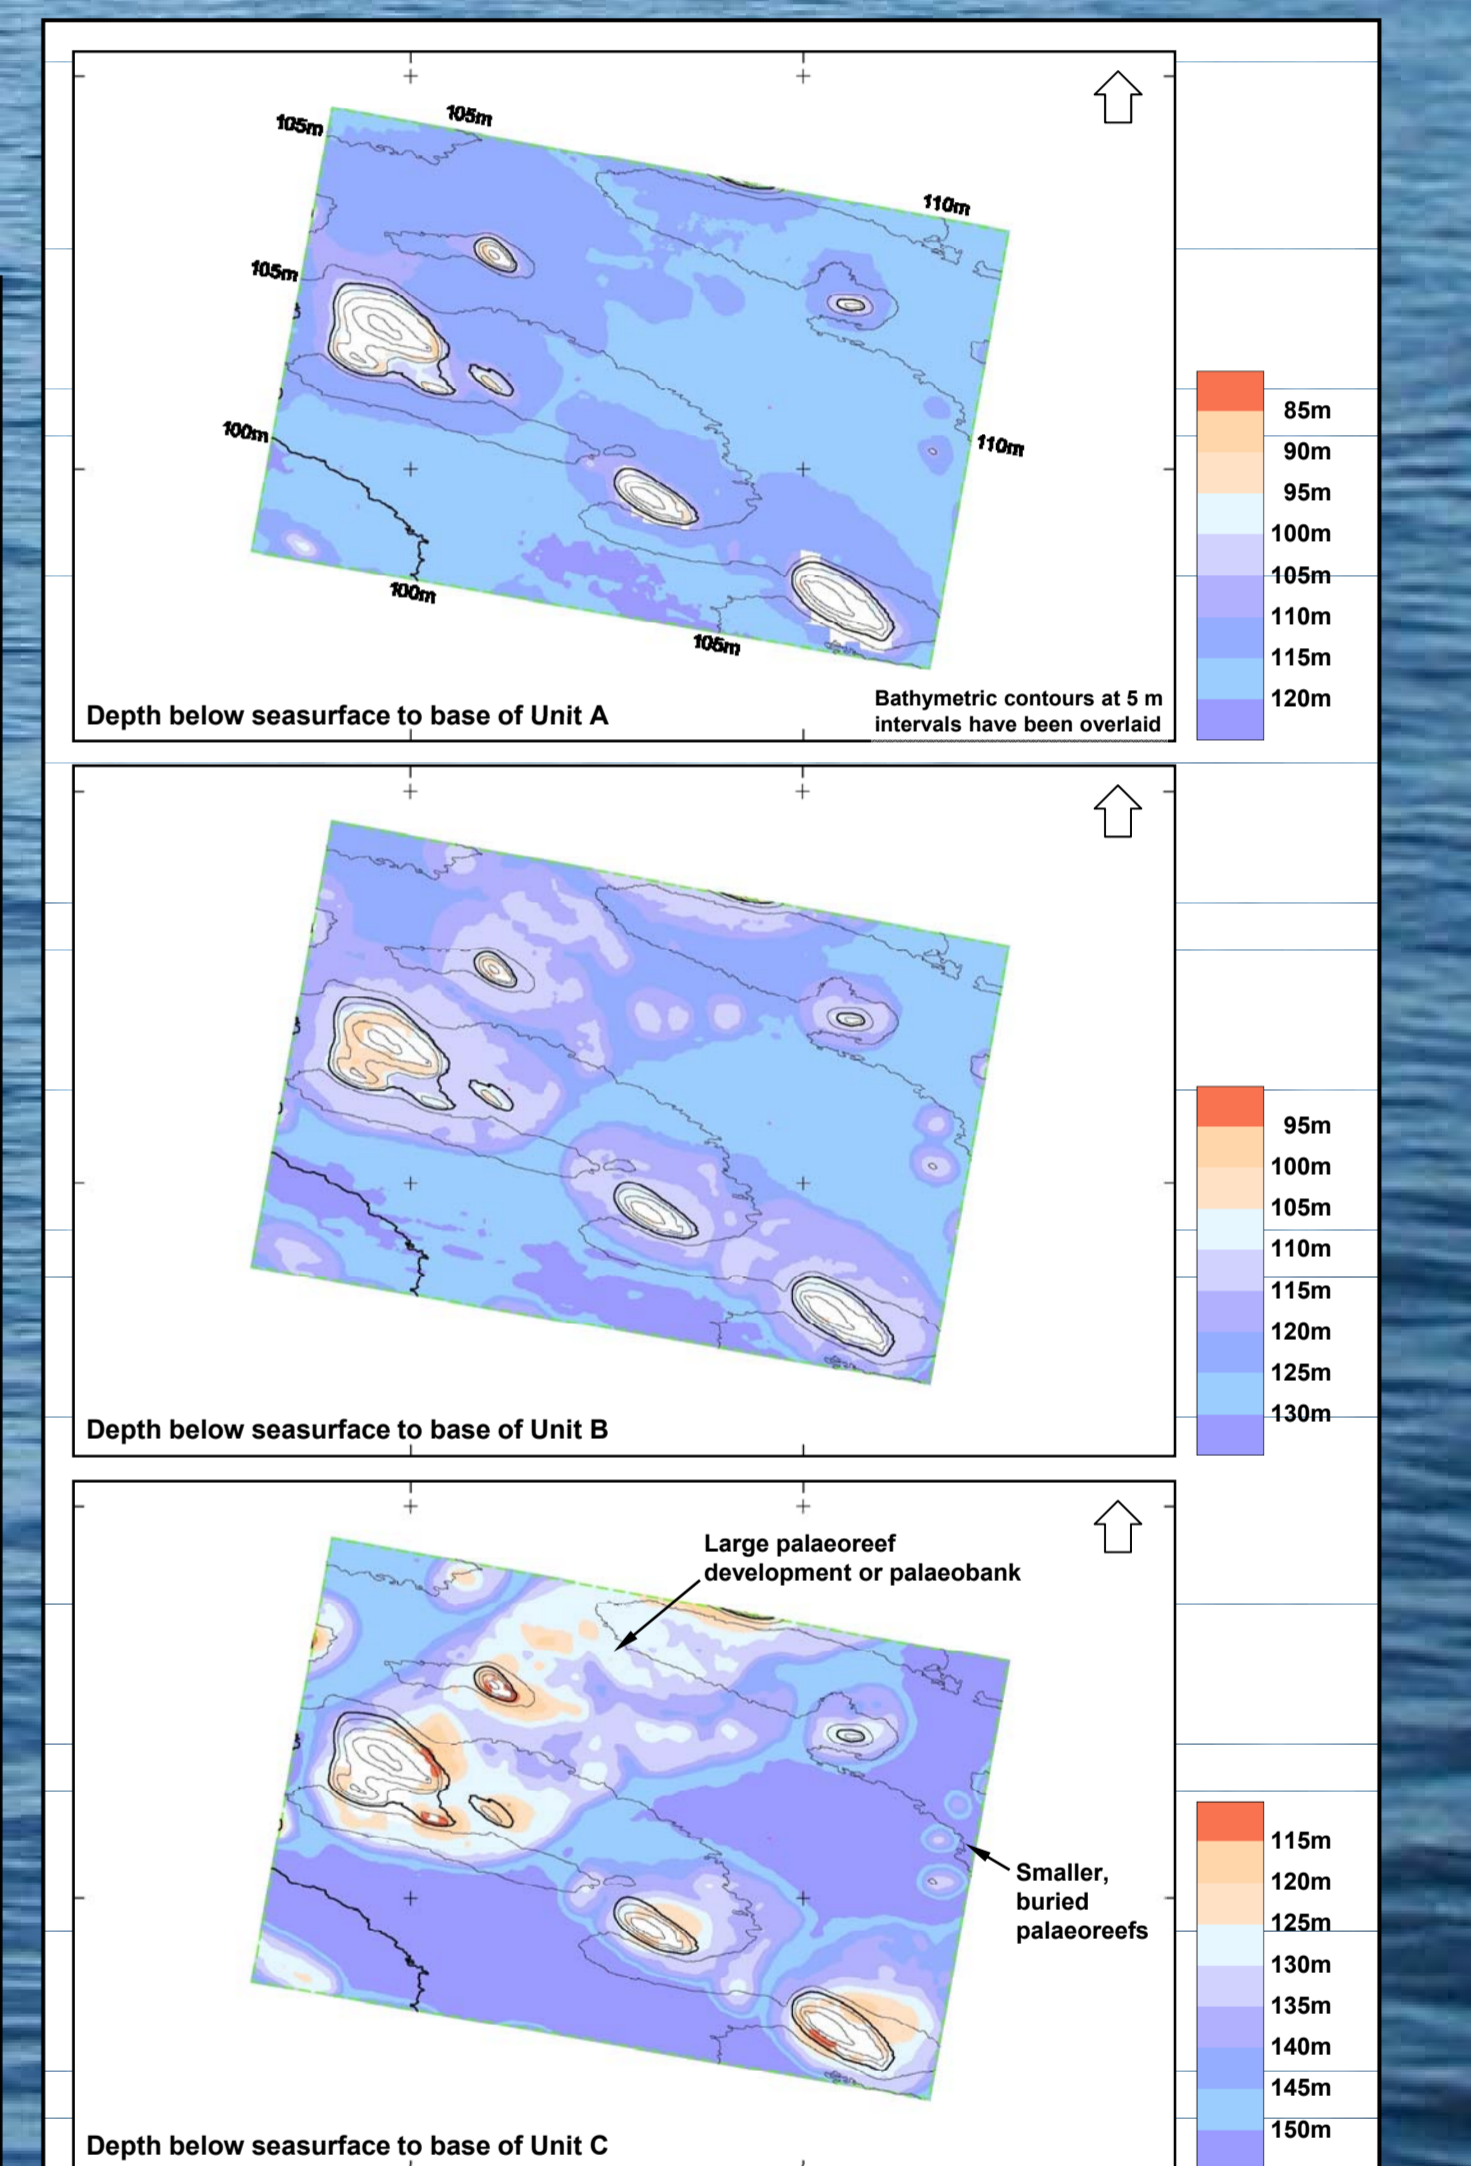 105m
105m
110m
105m
110m
100m
100m
105m
Depth below seasurface to base of Unit A
Bathymetric contours at 5 m
intervals have been overlaid
85m
90m
95m
100m
105m
110m
115m
120m
Depth below seasurface to base of Unit B
95m
100m
105m
110m
115m
120m
125m
130m
Large palaeoreef
development or palaeobank
Smaller,
buried
palaeoreefs
Depth below seasurface to base of Unit C
115m
120m
125m
130m
135m
140m
145m
150m